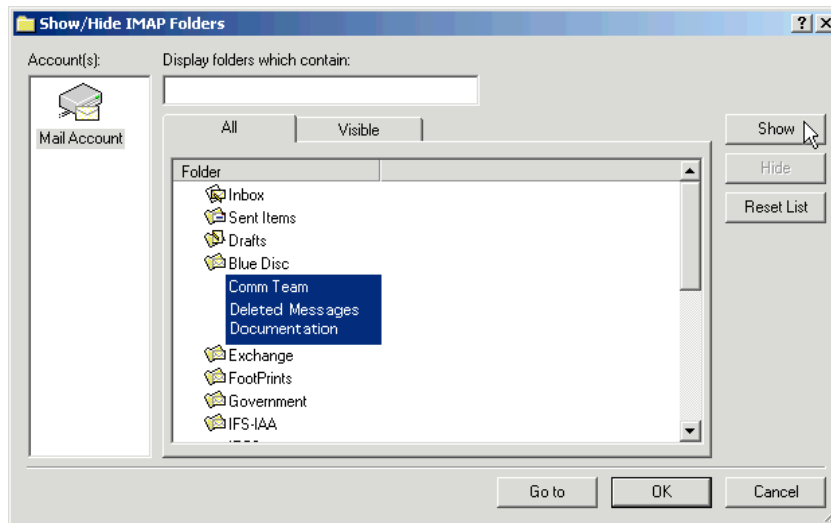 Show/Hide IMAP Folders
Account(s):
Display folders which contain:
Mail Account
All
Visible
Show
Hide
Reset List
Folder
Inbox
Sent Items
Drafts
Blue Disc
Comm Team
Deleted Messages
Documentation
Exchange
FootPrints
Government
IFS-IAA
Go to
OK
Cancel